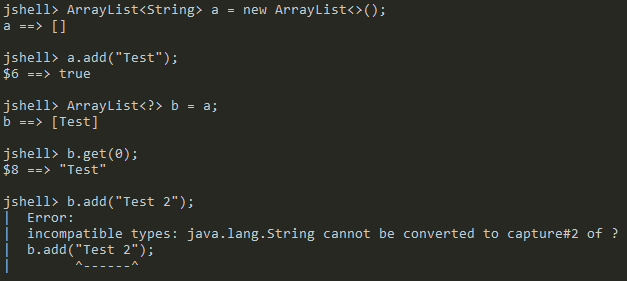 jshell> ArrayList<String> a = new ArrayList<>();
a ==> []
jshell> a.add("Test");
$6 ==> true
jshell> ArrayList<?> b = a;
b ==> [Test]
jshell> b.get(0);
$8 ==> "Test"
jshell> b.add("Test 2");
|  Error:
|  incompatible types: java.lang.String cannot be converted to capture#2 of ?
|  b.add("Test 2");
|        ^------^